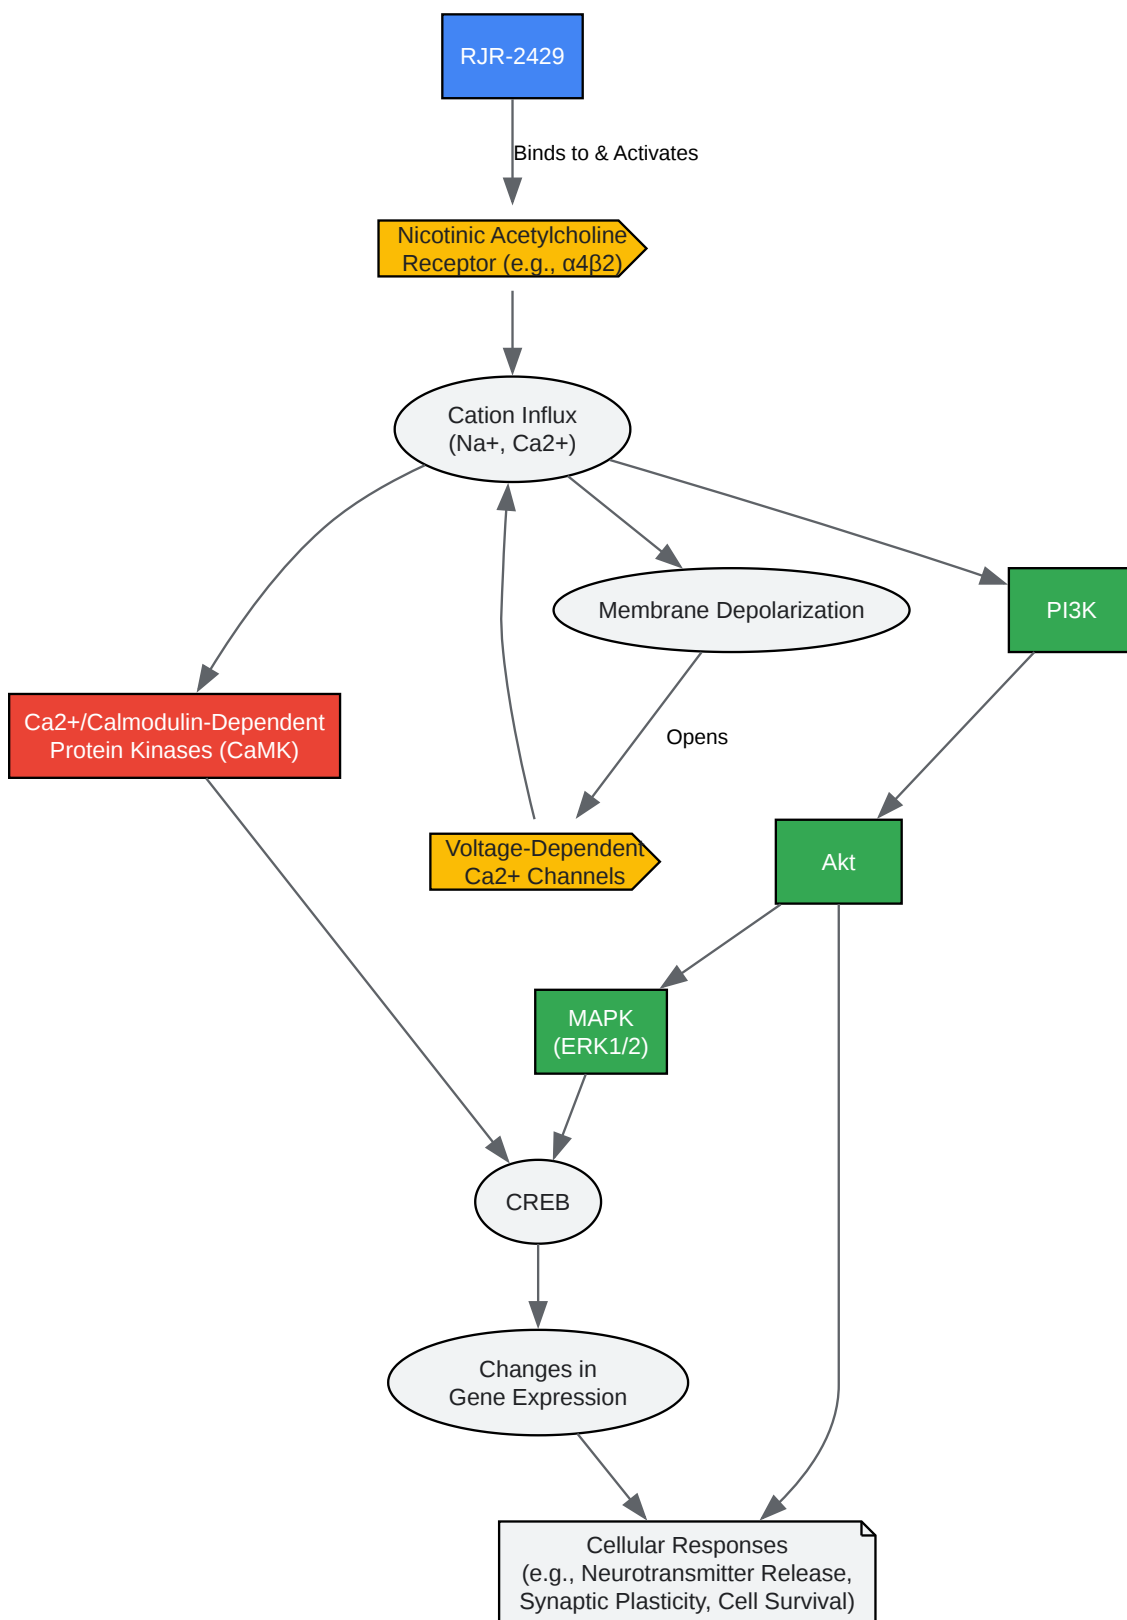 RJR-2429
Binds to & Activates
Nicotinic Acetylcholine
Receptor (e.g., α4β2)
Cation Influx
(Na+, Ca2+)
Membrane Depolarization
PI3K
Ca2+/Calmodulin-Dependent
Protein Kinases (CaMK)
Opens
Voltage-Dependent
Ca2+ Channels
Akt
MAPK
(ERK1/2)
CREB
Changes in
Gene Expression
Cellular Responses
(e.g., Neurotransmitter Release,
Synaptic Plasticity, Cell Survival)